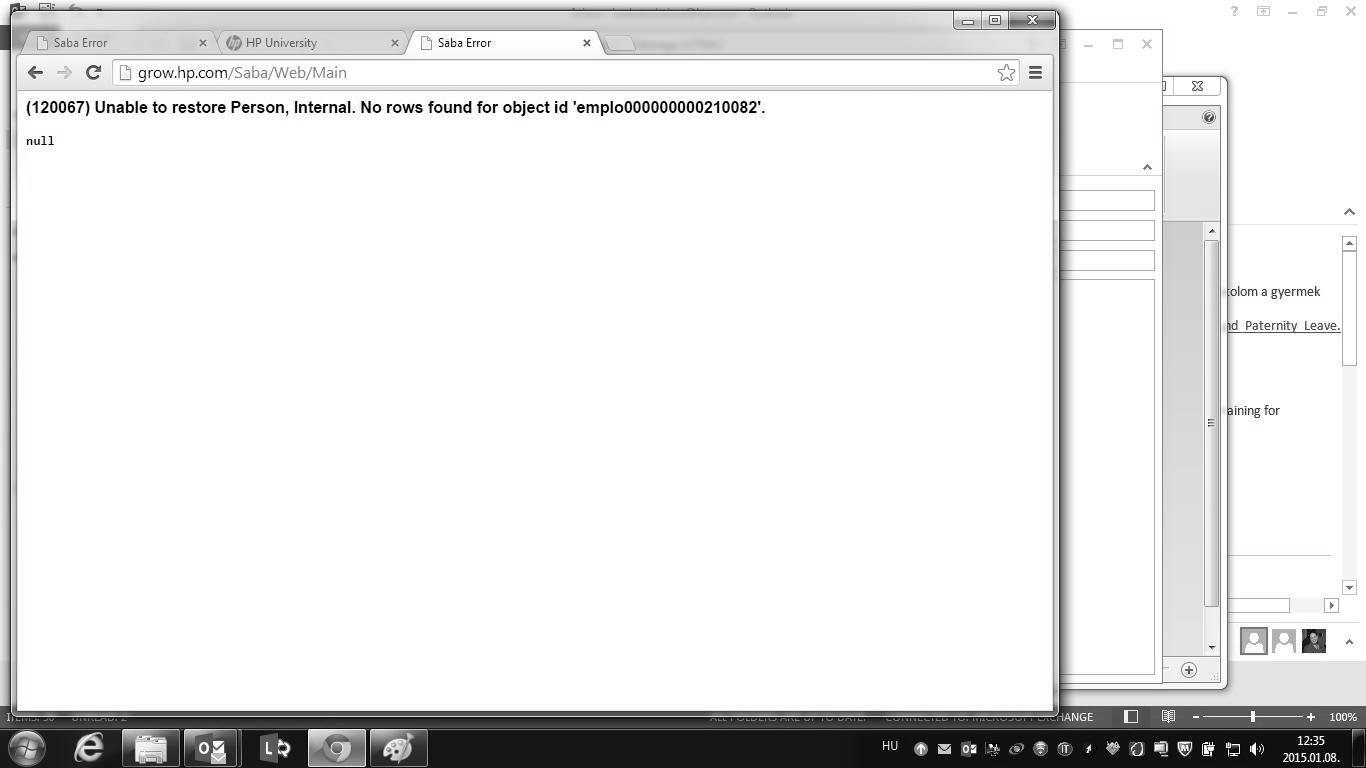 Saba Error
HP University
Saba Error
grow.hp.com/Saba/Web/Main
(120067) Unable to restore Person, Internal. No rows found for object id 'emplo000000000210082'.
null
tolom a gyermek
nd Paternity Leave.
aining for
ITEMS: 50 UNREAD: 2
ALL FOLDERS ARE UP TO DATE. CONNECTED TO: MICROSOFT EXCHANGE
100%
HU
12:35
2015.01.08.